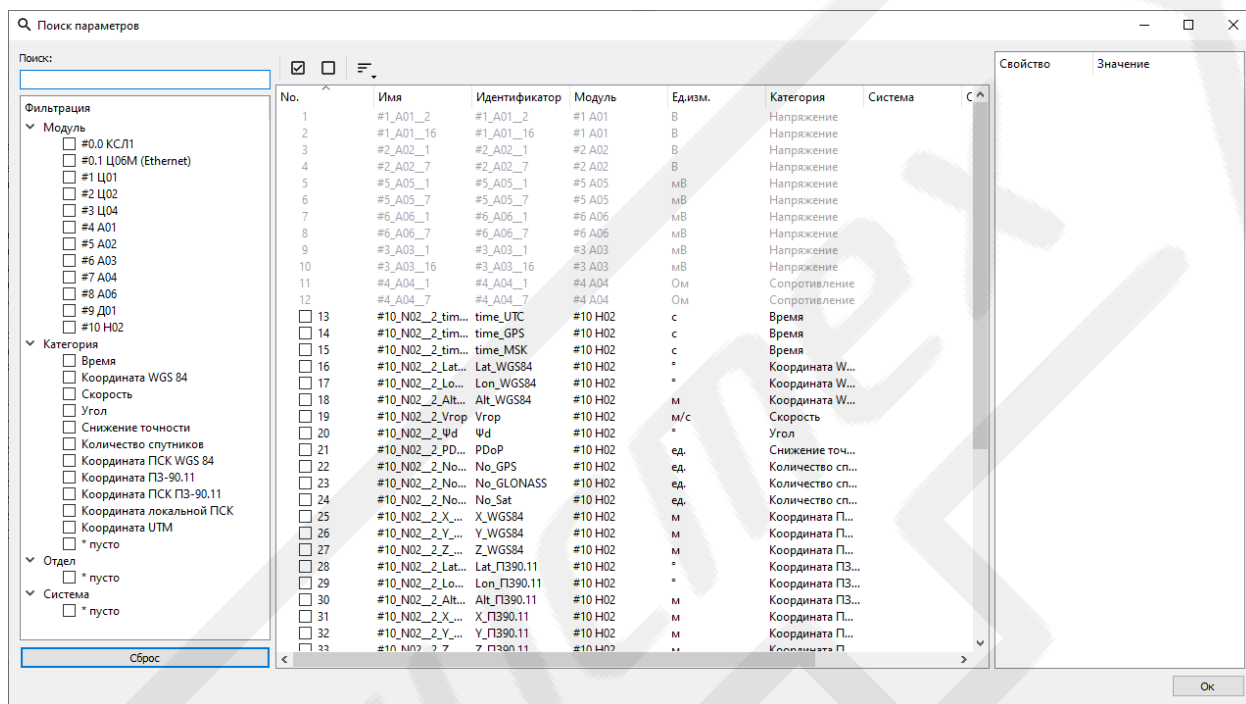 Поиск параметров
Поиск:
Фильтрация
Модуль
#0.0 КСЛ1
#0.1 Ц06М (Ethernet)
#1 Ц01
#2 Ц02
#3 Ц04
#4 А01
#5 А02
#6 А03
#7 А04
#8 А06
#9 Д01
#10 Н02
Категория
Время
Координата WGS 84
Скорость
Угол
Снижение точности
Количество спутников
Координата ПСК WGS 84
Координата ПЗ-90.11
Координата ПСК ПЗ-90.11
Координата локальной ПСК
Координата UTM
* пусто
Отдел
* пусто
Система
* пусто
Сброс
No. Имя Идентификатор Модуль Ед.изм. Категория Система
1 #1_A01__2 #1_A01__2 #1 A01 В Напряжение
2 #1_A01__16 #1_A01__16 #1 A01 В Напряжение
3 #2_A02__1 #2_A02__1 #2 A02 В Напряжение
4 #2_A02__7 #2_A02__7 #2 A02 В Напряжение
5 #5_A05__1 #5_A05__1 #5 A05 мВ Напряжение
6 #5_A05__7 #5_A05__7 #5 A05 мВ Напряжение
7 #6_A06__1 #6_A06__1 #6 A06 мВ Напряжение
8 #6_A06__7 #6_A06__7 #6 A06 мВ Напряжение
9 #3_A03__1 #3_A03__1 #3 A03 мВ Напряжение
10 #3_A03__16 #3_A03__16 #3 A03 мВ Напряжение
11 #4_A04__1 #4_A04__1 #4 A04 Ом Сопротивление
12 #4_A04__7 #4_A04__7 #4 A04 Ом Сопротивление
13 #10_N02__2_tim... time_UTC #10 H02 с Время
14 #10_N02__2_tim... time_GPS #10 H02 с Время
15 #10_N02__2_tim... time_MSK #10 H02 с Время
16 #10_N02__2_Lat... Lat_WGS84 #10 H02 ° Координата W...
17 #10_N02__2_Lo... Lon_WGS84 #10 H02 ° Координата W...
18 #10_N02__2_Alt... Alt_WGS84 #10 H02 м Координата W...
19 #10_N02__2_Vгор Vгор #10 H02 м/с Скорость
20 #10_N02__2_Ψd Ψd #10 H02 ° Угол
21 #10_N02__2_PD... PDoP #10 H02 ед. Снижение точ...
22 #10_N02__2_No... No_GPS #10 H02 ед. Количество сп...
23 #10_N02__2_No... No_GLONASS #10 H02 ед. Количество сп...
24 #10_N02__2_No... No_Sat #10 H02 ед. Количество сп...
25 #10_N02__2_X_... X_WGS84 #10 H02 м Координата П...
26 #10_N02__2_Y_... Y_WGS84 #10 H02 м Координата П...
27 #10_N02__2_Z_... Z_WGS84 #10 H02 м Координата П...
28 #10_N02__2_Lat... Lat_П390.11 #10 H02 ° Координата ПЗ...
29 #10_N02__2_Lo... Lon_П390.11 #10 H02 ° Координата ПЗ...
30 #10_N02__2_Alt... Alt_П390.11 #10 H02 м Координата ПЗ...
31 #10_N02__2_X_... X_П390.11 #10 H02 м Координата П...
32 #10_N02__2_Y_... Y_П390.11 #10 H02 м Координата П...
33 #10_N02__2_Z_... Z_П390.11 #10 H02 м Координата П...
Свойство Значение
Ок